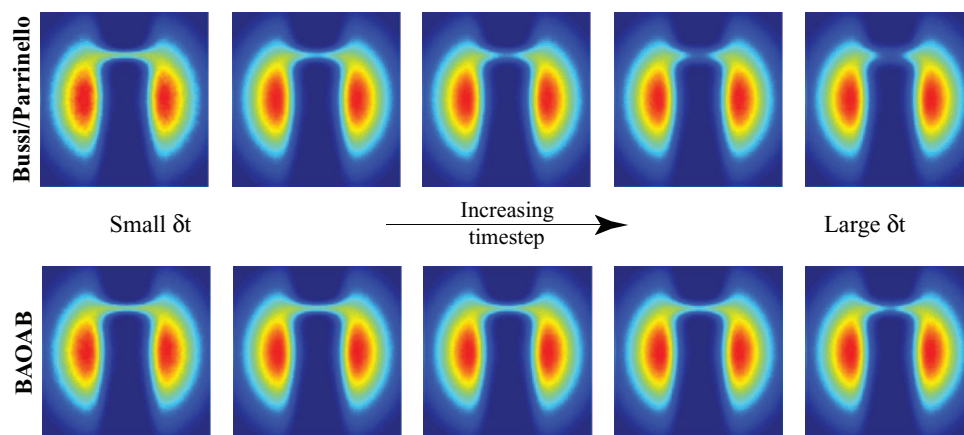 Bussi/Parrinello
Small δt
Increasing
timestep
Large δt
BAOAB